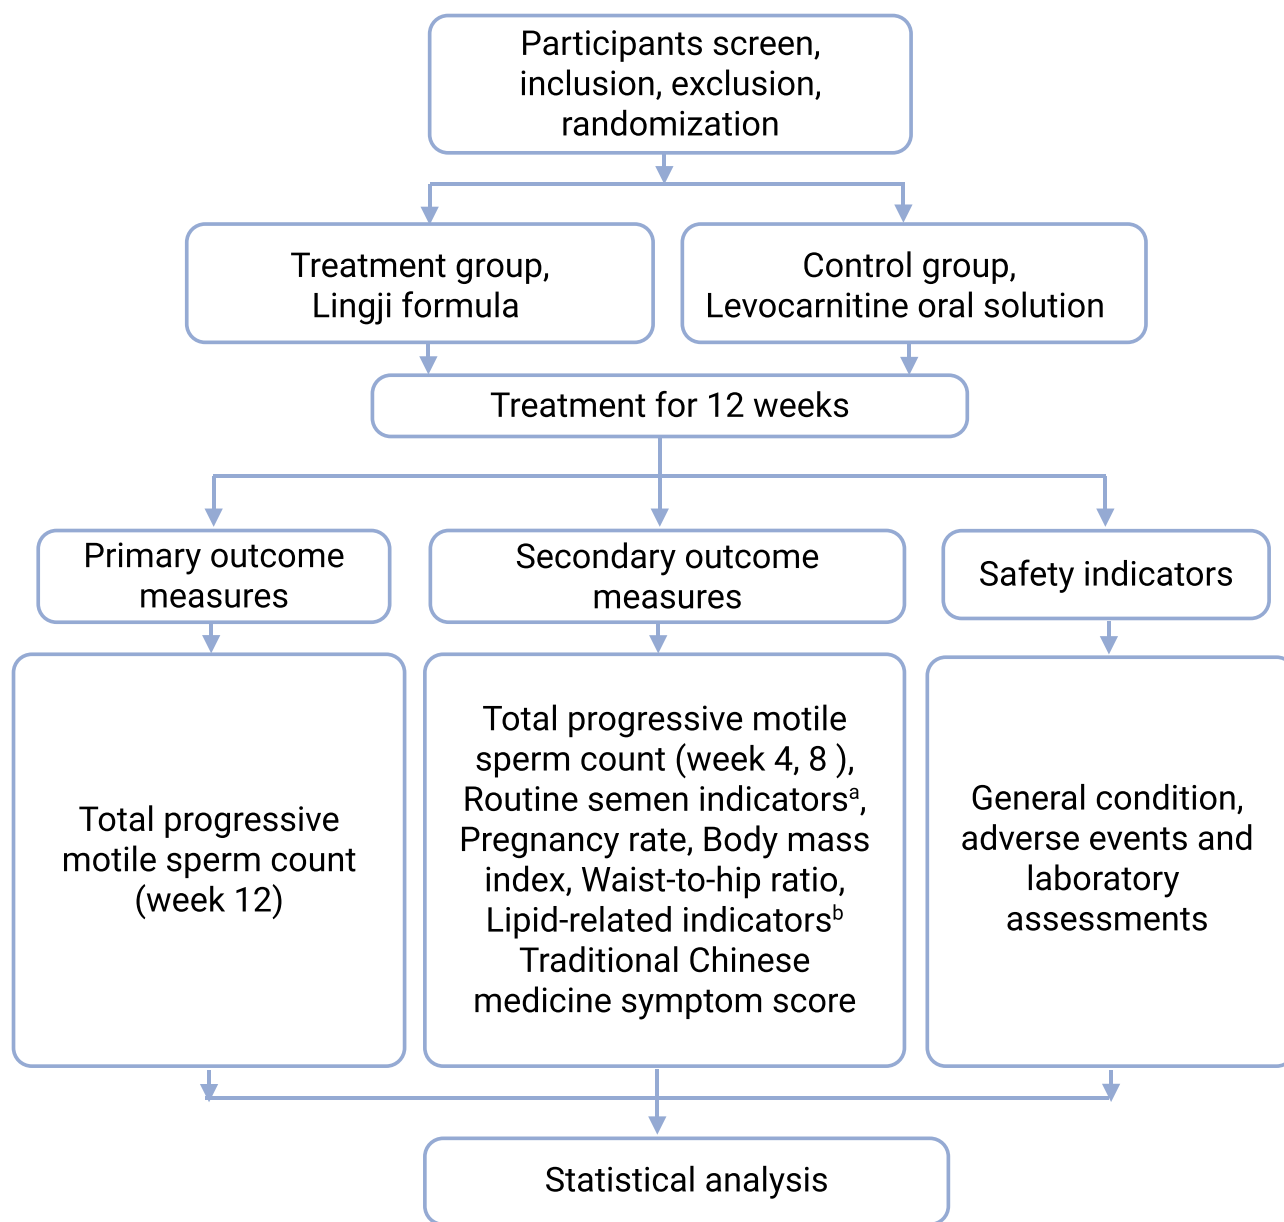 Participants screen,
inclusion, exclusion,
randomization
Treatment group,
Lingji formula
Control group,
Levocarnitine oral solution
Treatment for 12 weeks
Primary outcome
measures
Secondary outcome
measures
Safety indicators
Total progressive
motile sperm count
(week 12)
Total progressive motile
sperm count (week 4, 8 ),
Routine semen indicatorsᵃ,
Pregnancy rate, Body mass
index, Waist-to-hip ratio,
Lipid-related indicatorsᵇ
Traditional Chinese
medicine symptom score
General condition,
adverse events and
laboratory
assessments
Statistical analysis